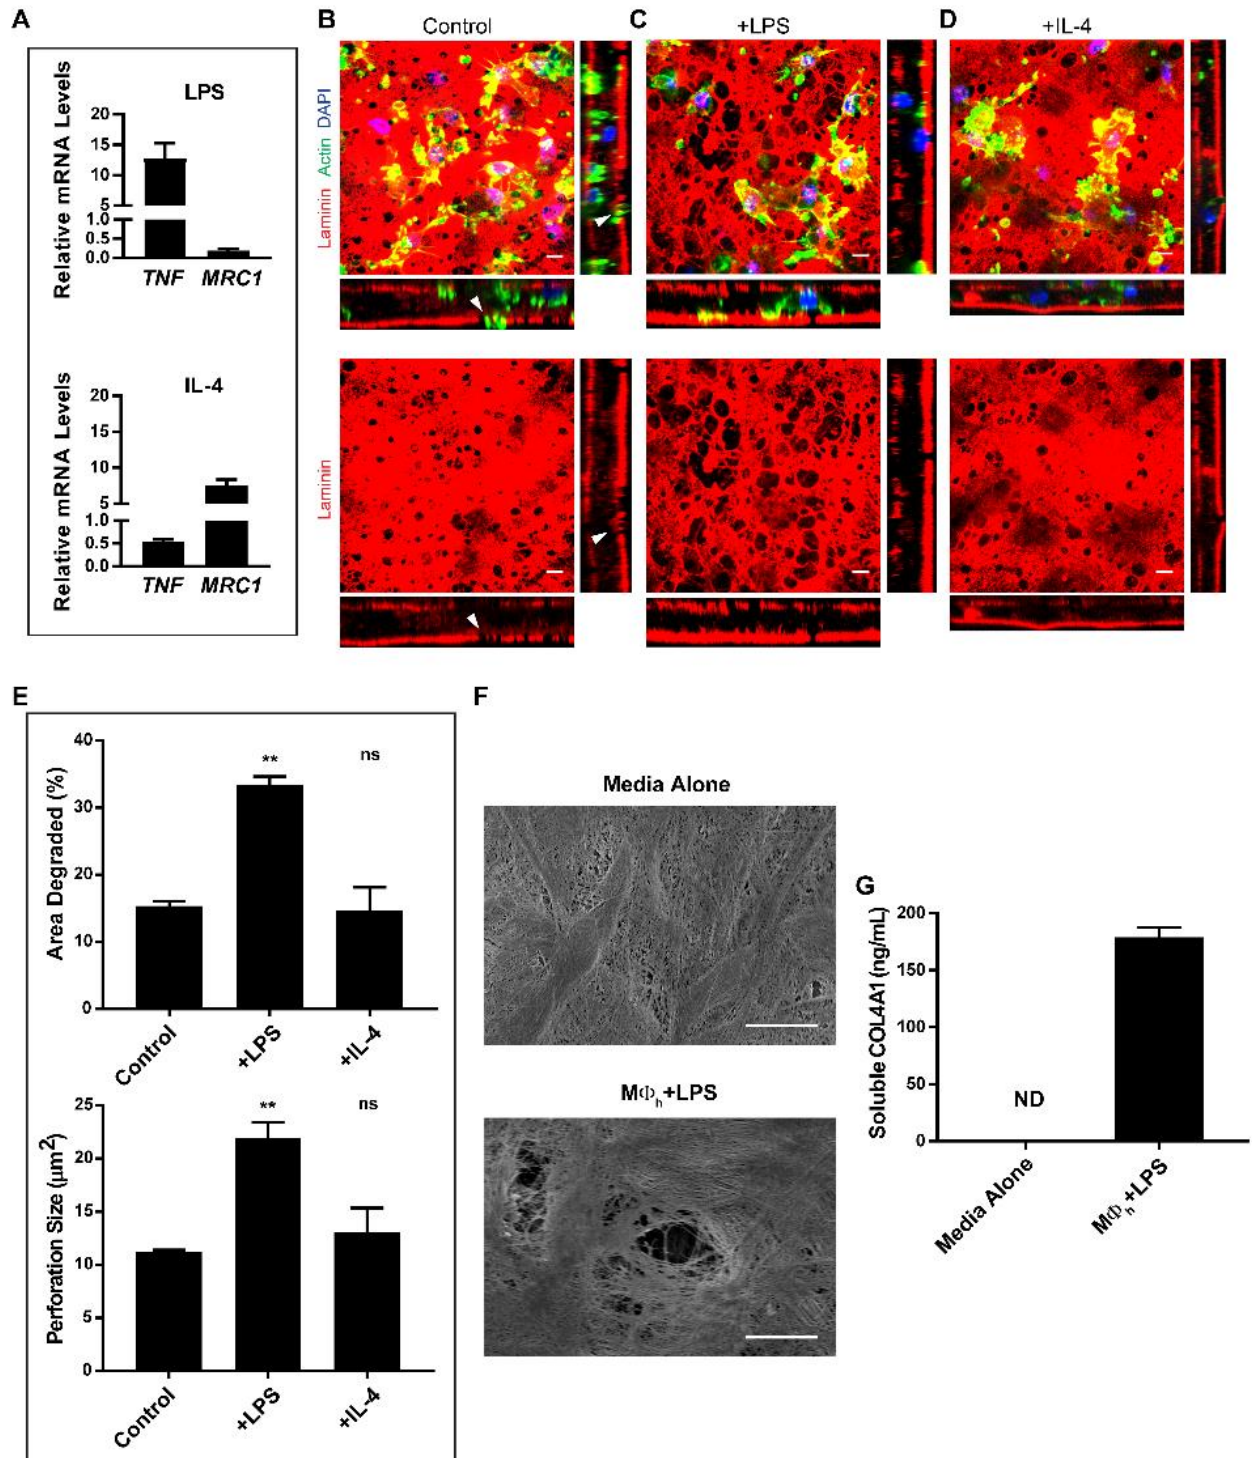 A
LPS
Relative mRNA Levels
20
15
10
5
1.0
0.5
0.0
TNF MRC1
IL-4
Relative mRNA Levels
20
15
10
5
1.0
0.5
0.0
TNF MRC1
B
Control
C
+LPS
D
+IL-4
Laminin Actin DAPI
Laminin
E
Area Degraded (%)
40
30
20
10
0
**
ns
Control
+LPS
+IL-4
Perforation Size (µm²)
25
20
15
10
5
0
**
ns
Control
+LPS
+IL-4
F
Media Alone
MΦh+LPS
G
Soluble COL4A1 (ng/mL)
200
150
100
50
0
ND
Media Alone
MΦh+LPS